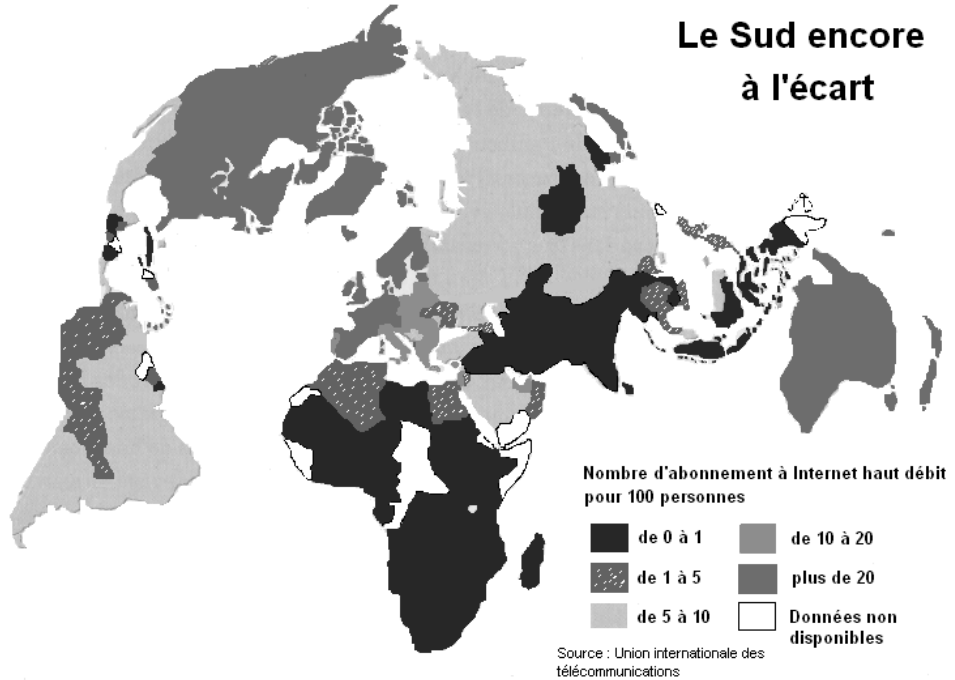 Le Sud encore
à l'écart
Nombre d'abonnement à Internet haut débit
pour 100 personnes
de 0 à 1
de 10 à 20
de 1 à 5
plus de 20
de 5 à 10
Données non
disponibles
Source : Union internationale des
télécommunications